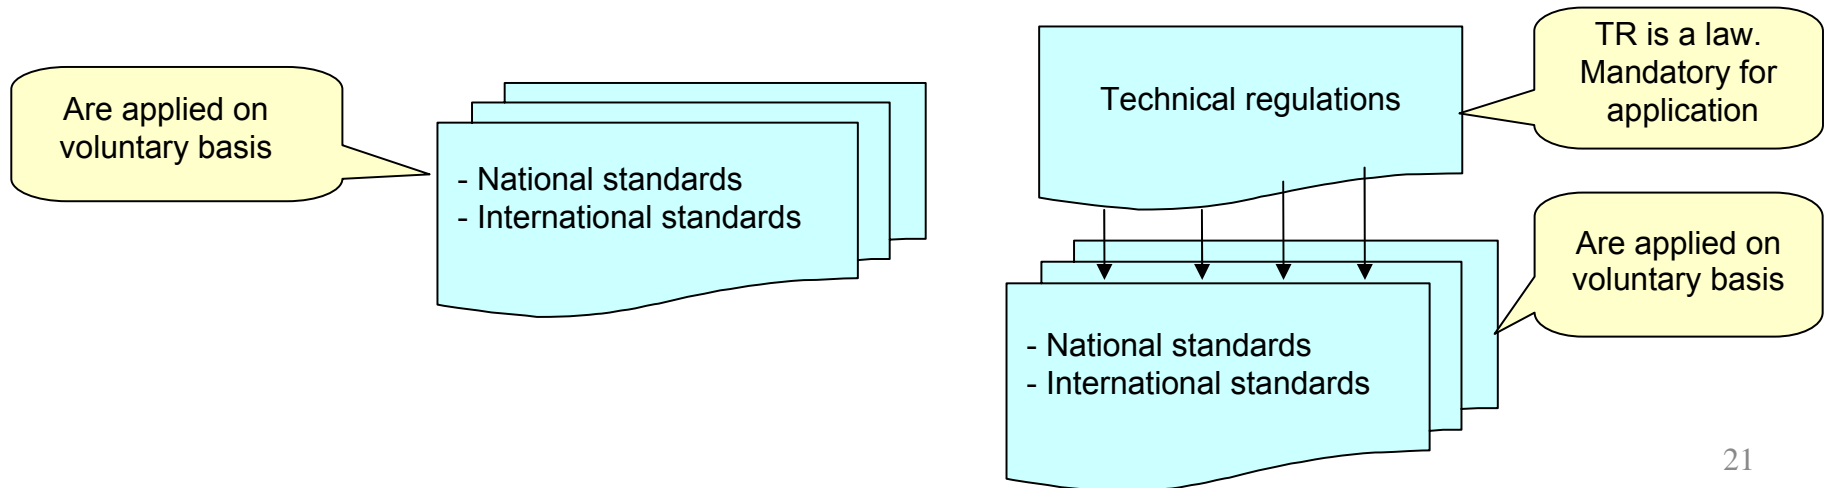 Are applied on
voluntary basis
- National standards
- International standards
Technical regulations
TR is a law.
Mandatory for
application
Are applied on
voluntary basis
- National standards
- International standards
21